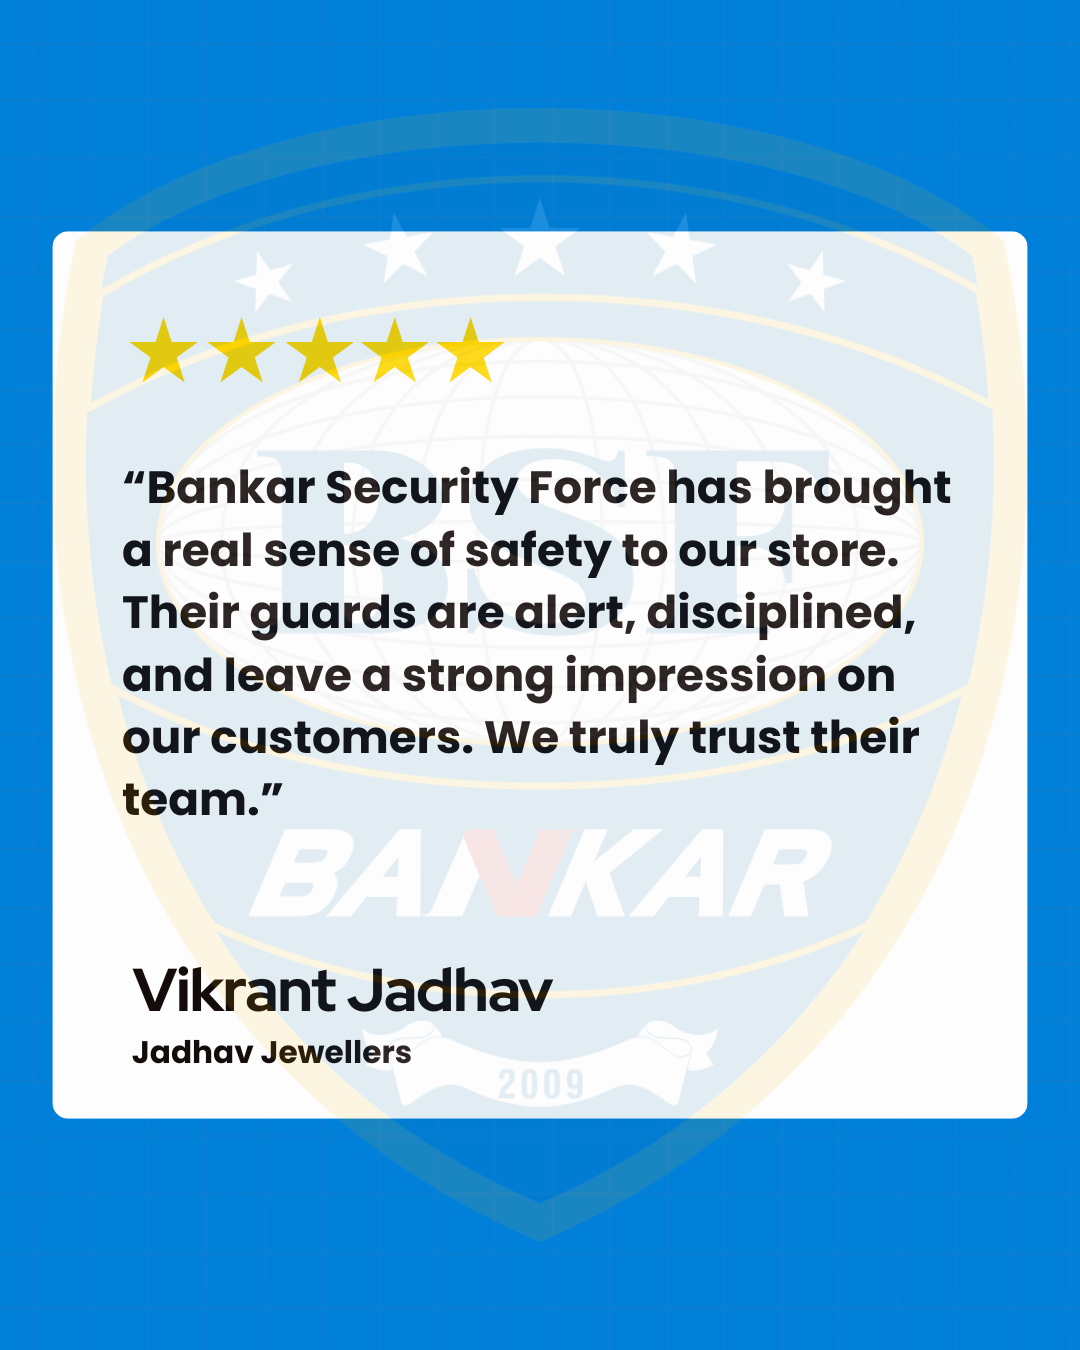 “Bankar Security Force has brought
a real sense of safety to our store.
Their guards are alert, disciplined,
and leave a strong impression on
our customers. We truly trust their
team.”
Vikrant Jadhav
Jadhav Jewellers
BSF
BANKAR
2009